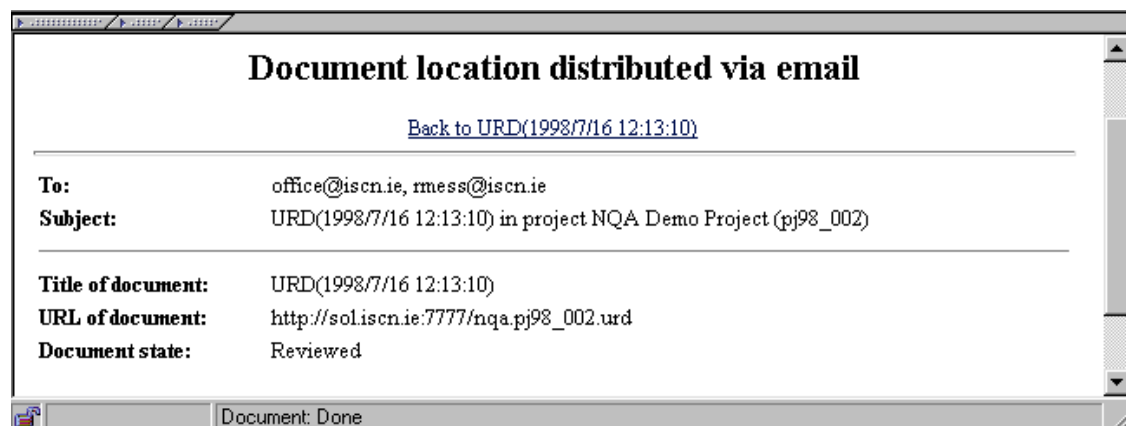 Document location distributed via email
Back to URD(1998/7/16 12:13:10)
To: office@iscn.ie, rmess@iscn.ie
Subject: URD(1998/7/16 12:13:10) in project NQA Demo Project (pj98_002)
Title of document: URD(1998/7/16 12:13:10)
URL of document: http://sol.iscn.ie:7777/nqa.pj98_002.urd
Document state: Reviewed
Document: Done